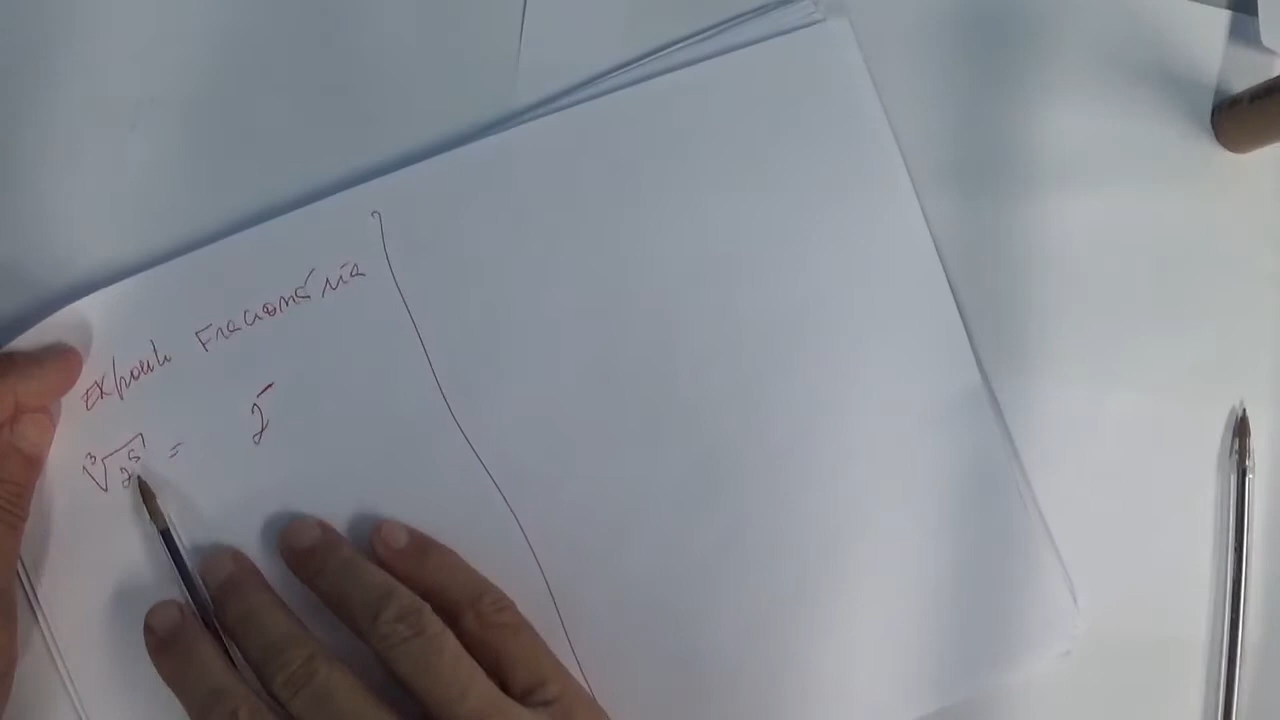 Expoente Fracionária
∛2⁵ = 2